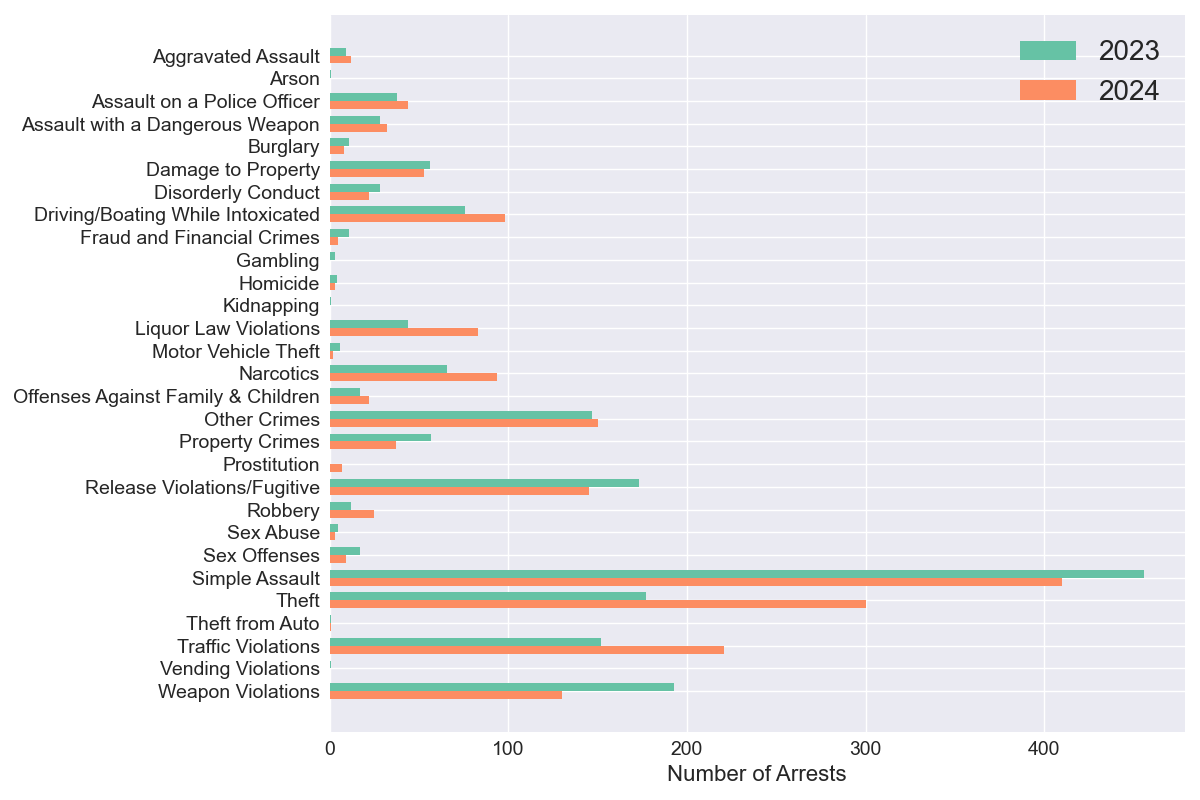 2023
2024
Aggravated Assault
Arson
Assault on a Police Officer
Assault with a Dangerous Weapon
Burglary
Damage to Property
Disorderly Conduct
Driving/Boating While Intoxicated
Fraud and Financial Crimes
Gambling
Homicide
Kidnapping
Liquor Law Violations
Motor Vehicle Theft
Narcotics
Offenses Against Family & Children
Other Crimes
Property Crimes
Prostitution
Release Violations/Fugitive
Robbery
Sex Abuse
Sex Offenses
Simple Assault
Theft
Theft from Auto
Traffic Violations
Vending Violations
Weapon Violations
0 100 200 300 400
Number of Arrests